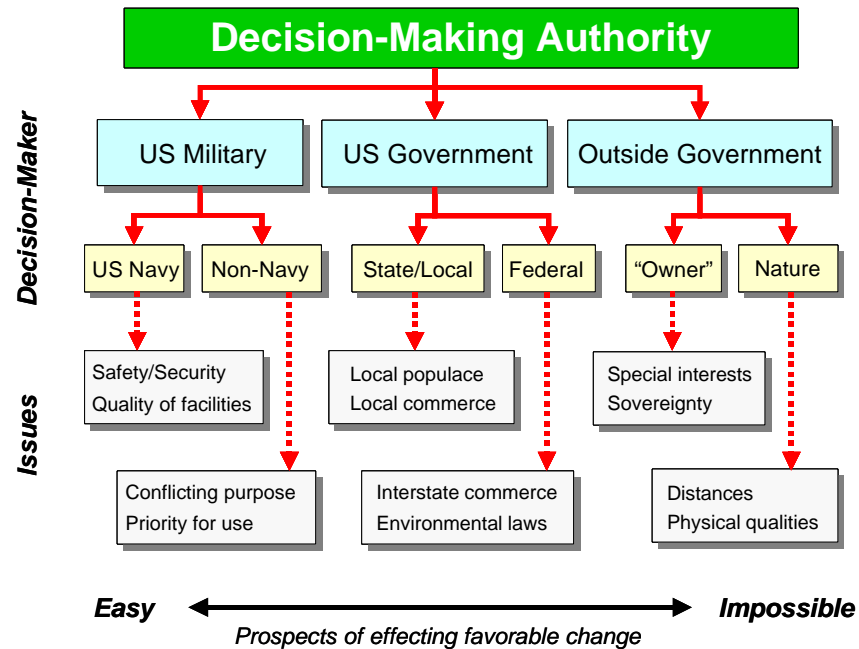 Decision-Making Authority
Decision-Maker
US Military
US Government
Outside Government
US Navy
Non-Navy
State/Local
Federal
“Owner”
Nature
Issues
Safety/Security
Quality of facilities
Local populace
Local commerce
Special interests
Sovereignty
Conflicting purpose
Priority for use
Interstate commerce
Environmental laws
Distances
Physical qualities
Easy
Impossible
Prospects of effecting favorable change